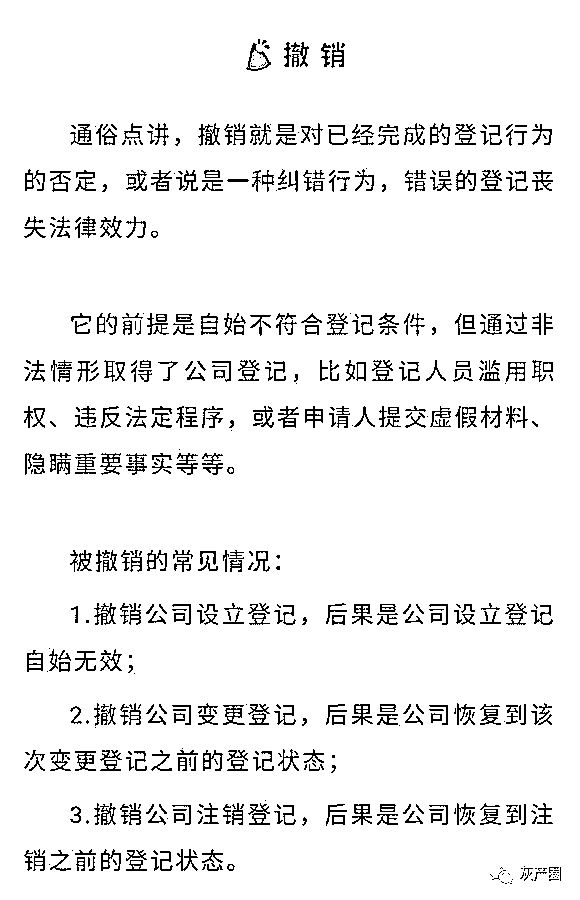 撤销
通俗点讲，撤销就是对已经完成的登记行为
的否定，或者说是一种纠错行为，错误的登记丧
失法律效力。
它的前提是自始不符合登记条件，但通过非
法情形取得了公司登记，比如登记人员滥用职
权、违反法定程序，或者申请人提交虚假材料、
隐瞒重要事实等等。
被撤销的常见情况：
1.撤销公司设立登记，后果是公司设立登记
自始无效；
2.撤销公司变更登记，后果是公司恢复到该
次变更登记之前的登记状态；
3.撤销公司注销登记，后果是公司恢复到注
销之前的登记状态。
灰产圈